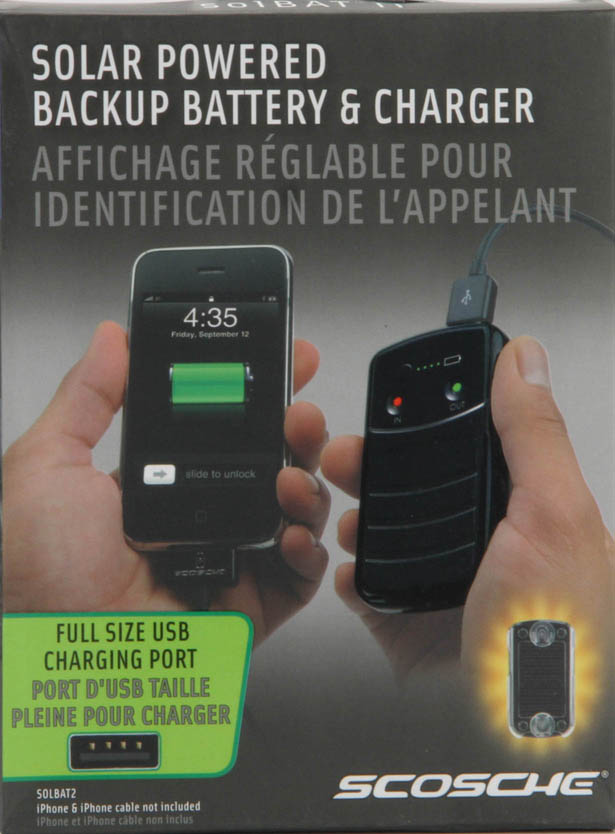 solBAT II
SOLAR POWERED
BACKUP BATTERY & CHARGER
AFFICHAGE RÉGLABLE POUR
IDENTIFICATION DE L'APPELANT
4:35
Friday, September 12
slide to unlock
IN
OUT
SCOSCHE
FULL SIZE USB
CHARGING PORT
PORT D'USB TAILLE
PLEINE POUR CHARGER
SOLBAT2
iPhone & iPhone cable not included
iPhone et iPhone câble non inclus
SCOSCHE®